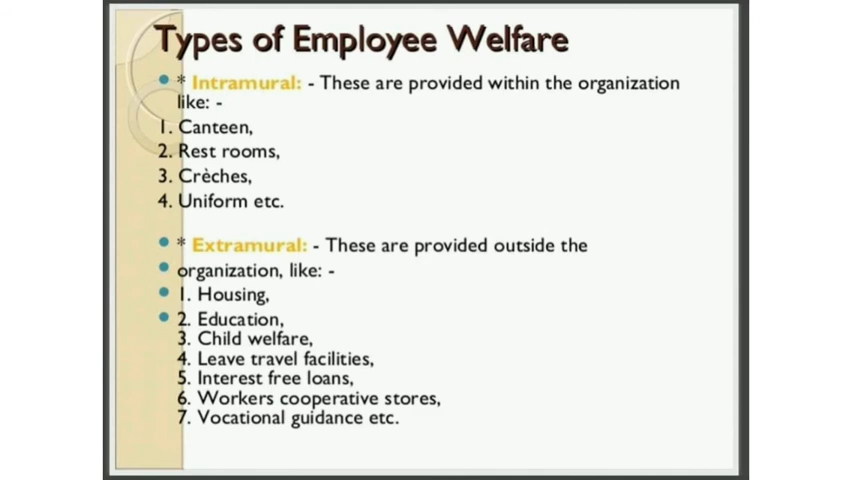 Types of Employee Welfare
* Intramural: - These are provided within the organization
like: -
1. Canteen,
2. Rest rooms,
3. Crèches,
4. Uniform etc.
* Extramural: - These are provided outside the
organization, like: -
1. Housing,
2. Education,
3. Child welfare,
4. Leave travel facilities,
5. Interest free loans,
6. Workers cooperative stores,
7. Vocational guidance etc.